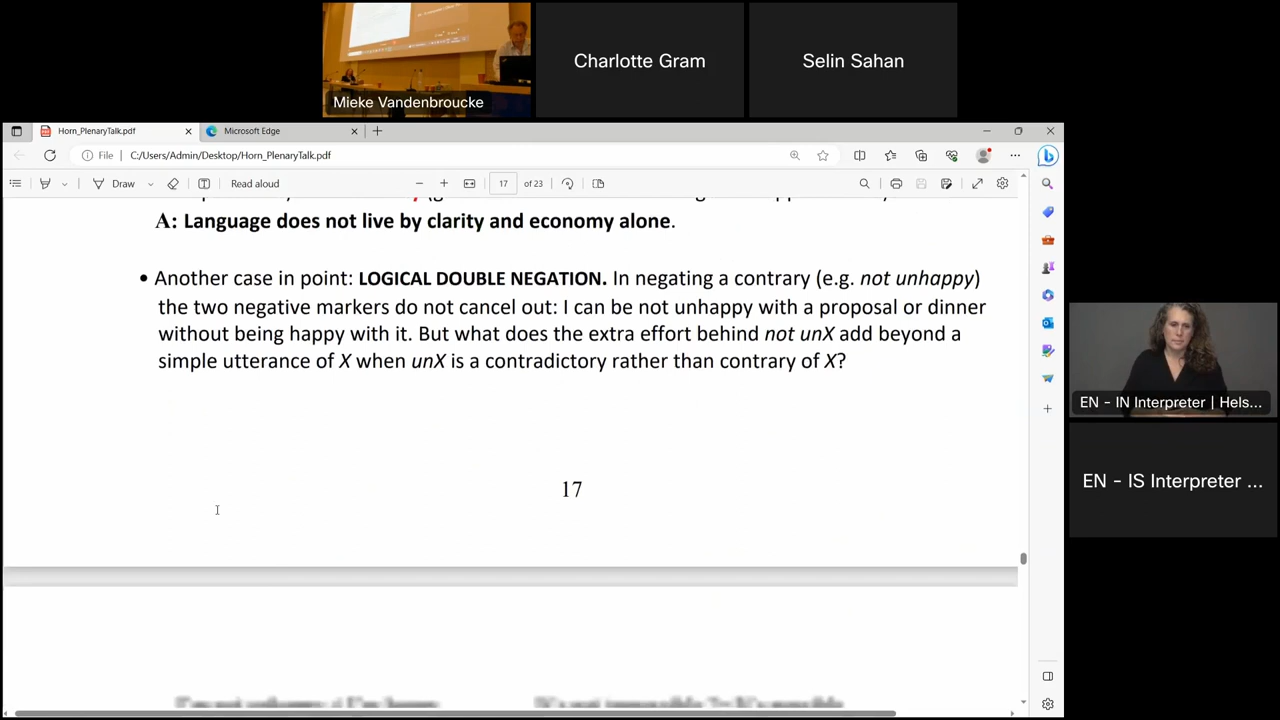 Mieke Vandenbroucke
Charlotte Gram
Selin Sahan
Horn_PlenaryTalk.pdf
Microsoft Edge
File
C:/Users/Admin/Desktop/Horn_PlenaryTalk.pdf
Draw
Read aloud
17
of 23
A: Language does not live by clarity and economy alone.
• Another case in point: LOGICAL DOUBLE NEGATION. In negating a contrary (e.g. not unhappy)
the two negative markers do not cancel out: I can be not unhappy with a proposal or dinner
without being happy with it. But what does the extra effort behind not unX add beyond a
simple utterance of X when unX is a contradictory rather than contrary of X?
17
EN - IN Interpreter | Hels...
EN - IS Interpreter ...